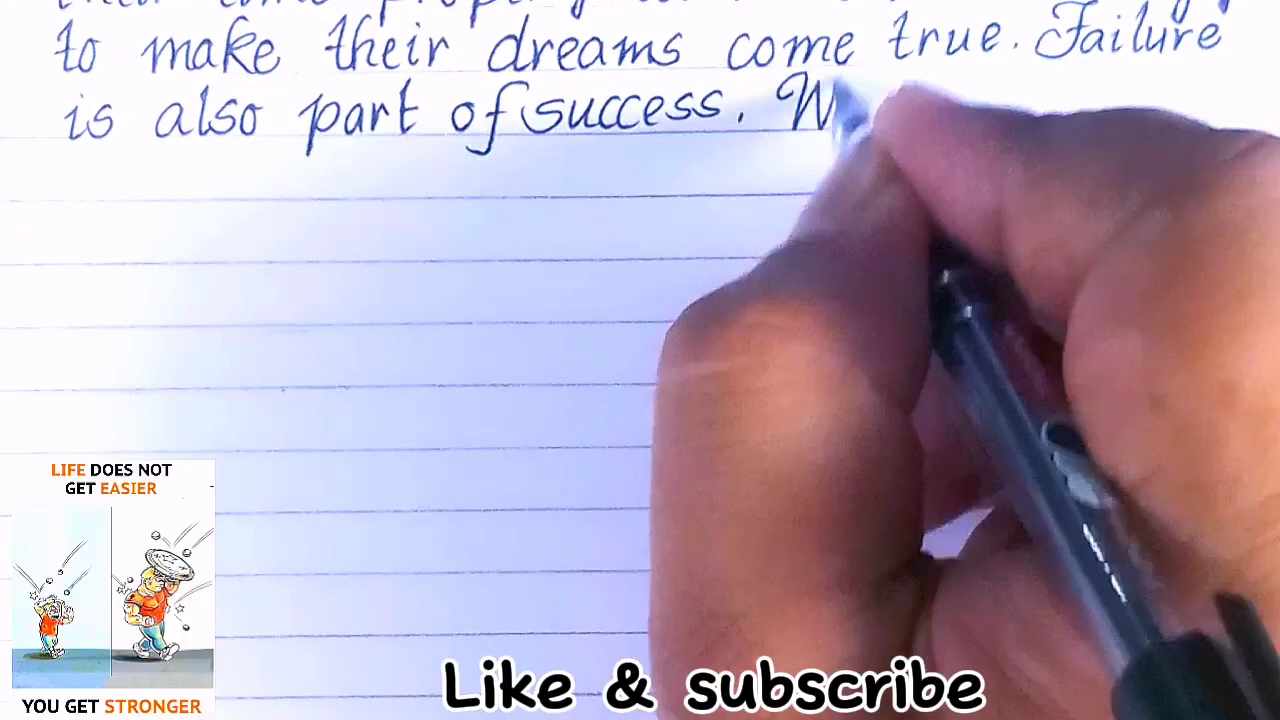 to make their dreams come true. Failure
is also part of success. W
LIFE DOES NOT
GET EASIER
YOU GET STRONGER
Like & subscribe